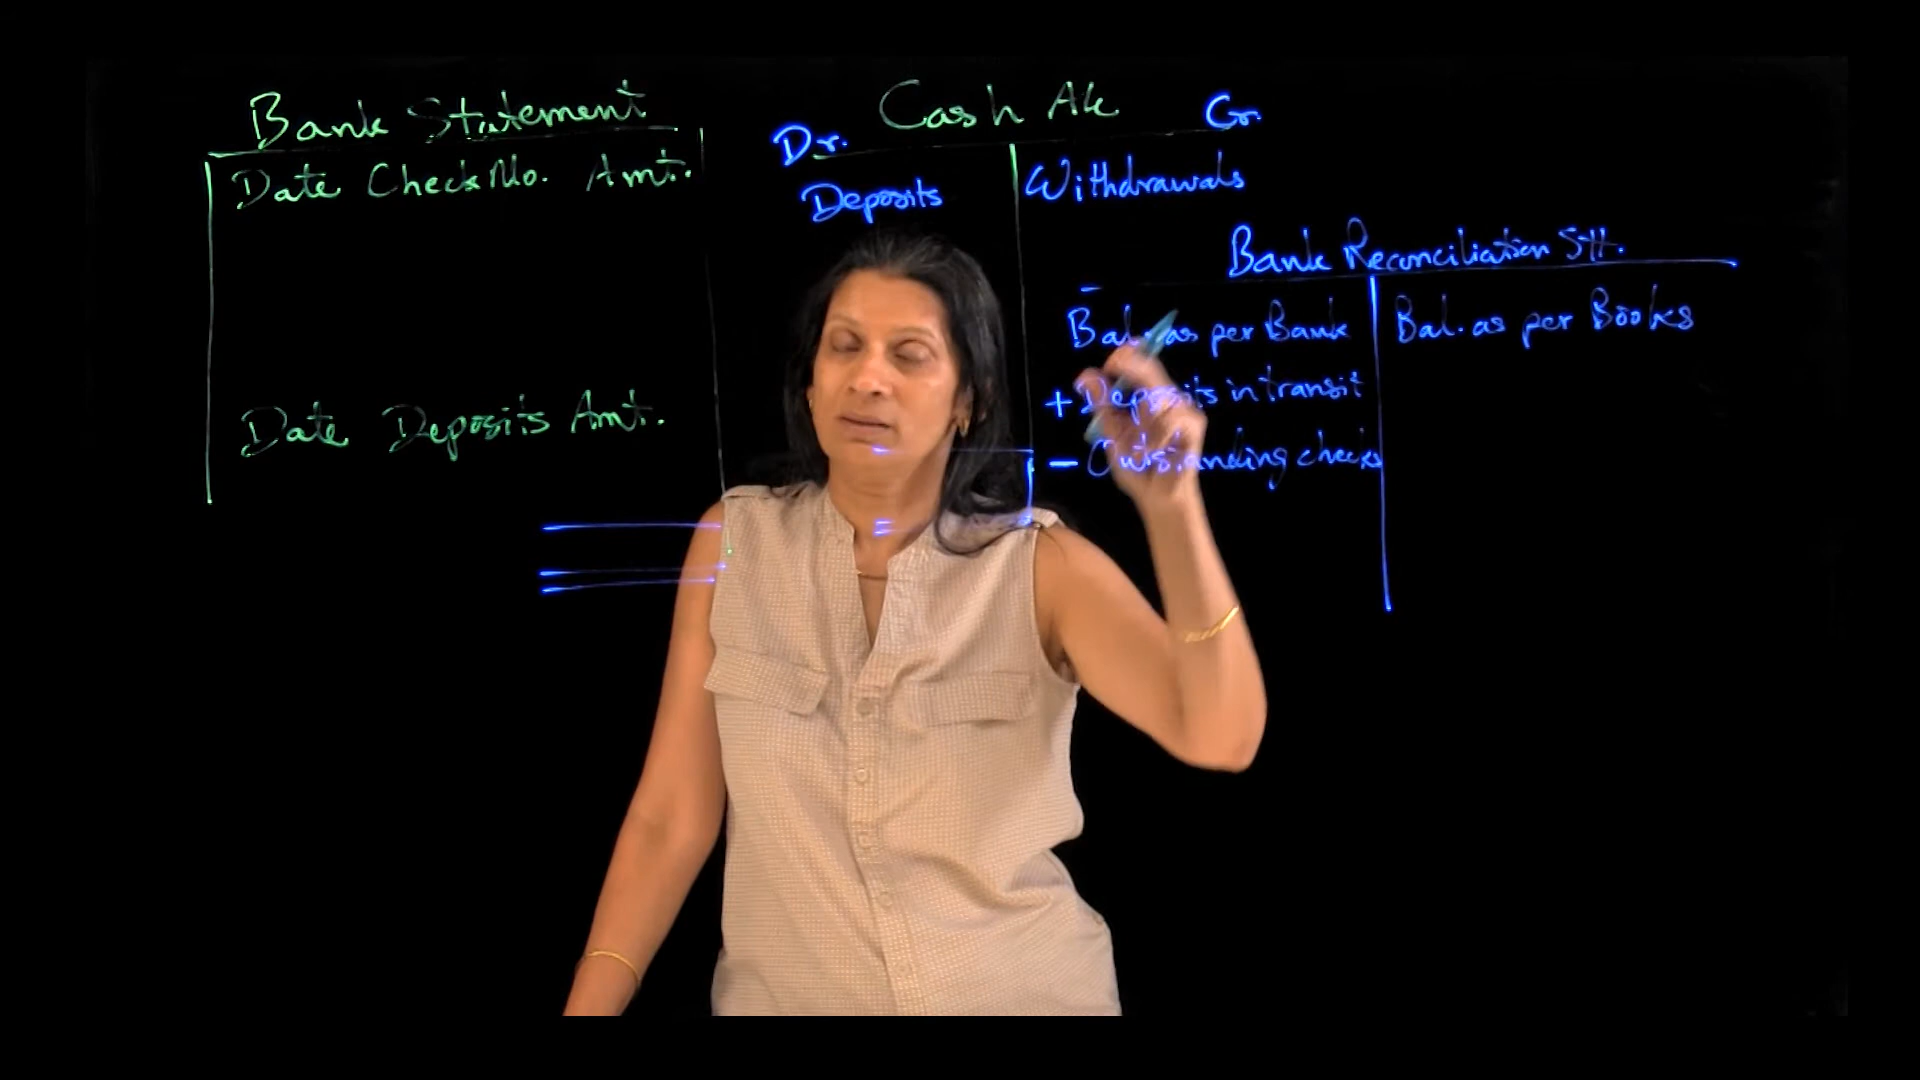 Bank Statement
Date Check No. Amt.
Date Deposits Amt.
Cash A/c
Dr. Cr.
Deposits Withdrawals
Bank Reconciliation Stt.
Bal. as per Bank Bal. as per Books
+ Deposits in transit
- Outstanding checks